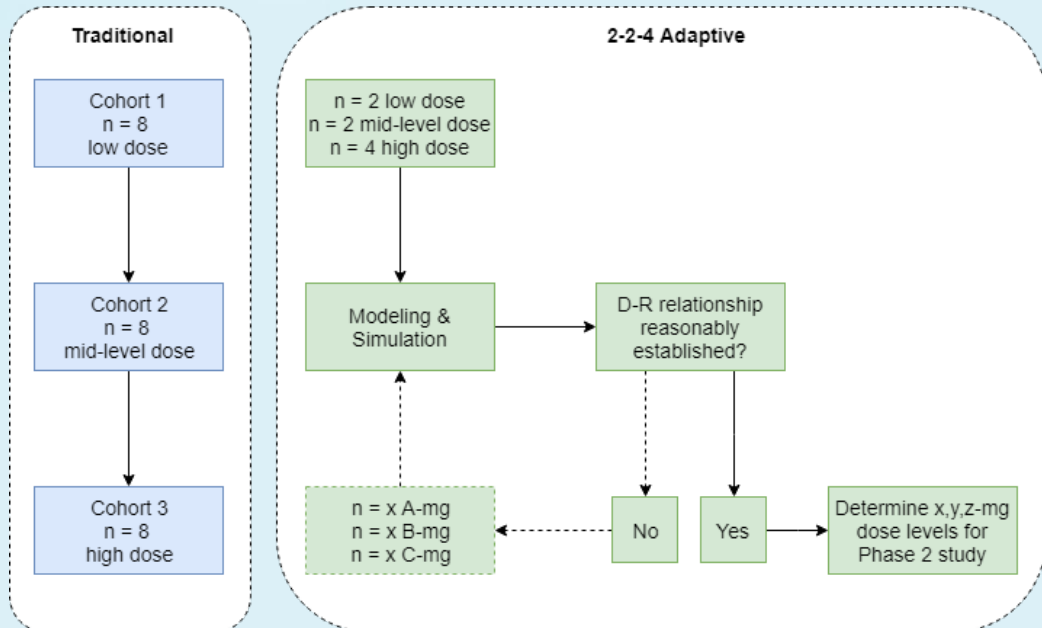 Traditional
Cohort 1
n = 8
low dose
Cohort 2
n = 8
mid-level dose
Cohort 3
n = 8
high dose
2-2-4 Adaptive
n = 2 low dose
n = 2 mid-level dose
n = 4 high dose
Modeling &
Simulation
D-R relationship
reasonably
established?
n = x A-mg
n = x B-mg
n = x C-mg
No
Yes
Determine x,y,z-mg
dose levels for
Phase 2 study